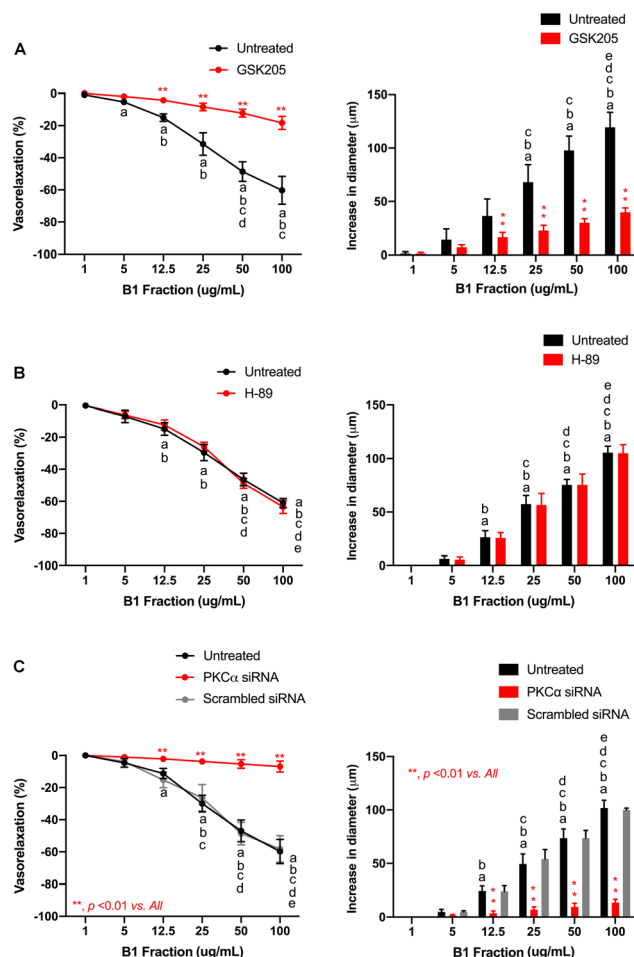 A
Untreated
GSK205
Vasorelaxation (%)
0
-20
-40
-60
-80
-100
** ** ** **
a
a
b
a
b
a
b
c
d
a
b
c
1 5 12.5 25 50 100
B1 Fraction (ug/mL)
Untreated
GSK205
Increase in diameter (µm)
150
100
50
0
c
b
a
c
b
a
e
d
c
b
a
** ** ** **
1 5 12.5 25 50 100
B1 Fraction (ug/mL)
B
Untreated
H-89
Vasorelaxation (%)
0
-20
-40
-60
-80
-100
a
b
a
b
a
b
c
d
a
b
c
d
e
1 5 12.5 25 50 100
B1 Fraction (ug/mL)
Untreated
H-89
Increase in diameter (µm)
150
100
50
0
b
a
c
b
a
d
c
b
a
e
d
c
b
a
1 5 12.5 25 50 100
B1 Fraction (ug/mL)
C
Untreated
PKCα siRNA
Scrambled siRNA
Vasorelaxation (%)
0
-20
-40
-60
-80
-100
** ** ** **
a
a
b
c
a
b
c
d
a
b
c
d
e
**, p <0.01 vs. All
1 5 12.5 25 50 100
B1 Fraction (ug/mL)
Untreated
PKCα siRNA
Scrambled siRNA
Increase in diameter (µm)
150
100
50
0
**, p <0.01 vs. All
b
a
c
b
a
d
c
b
a
e
d
c
b
a
** ** ** **
1 5 12.5 25 50 100
B1 Fraction (ug/mL)